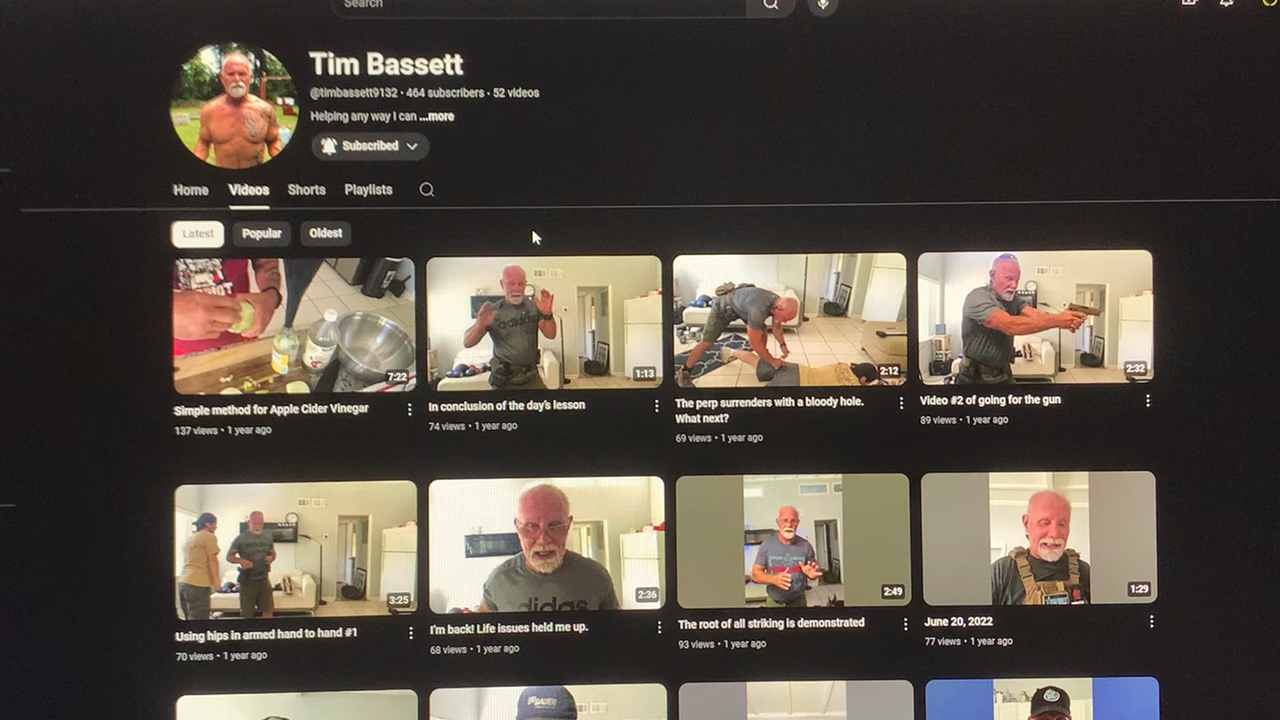 Search
Tim Bassett
@timbassett9132 • 464 subscribers • 52 videos
Helping any way I can ...more
Subscribed
Home Videos Shorts Playlists
Latest Popular Oldest
7:22
1:13
2:12
2:32
Simple method for Apple Cider Vinegar
137 views • 1 year ago
In conclusion of the day's lesson
74 views • 1 year ago
The perp surrenders with a bloody hole.
What next?
69 views • 1 year ago
Video #2 of going for the gun
89 views • 1 year ago
adidas
3:25
2:36
2:49
1:29
Using hips in armed hand to hand #1
70 views • 1 year ago
I'm back! Life issues held me up.
68 views • 1 year ago
The root of all striking is demonstrated
93 views • 1 year ago
June 20, 2022
77 views • 1 year ago